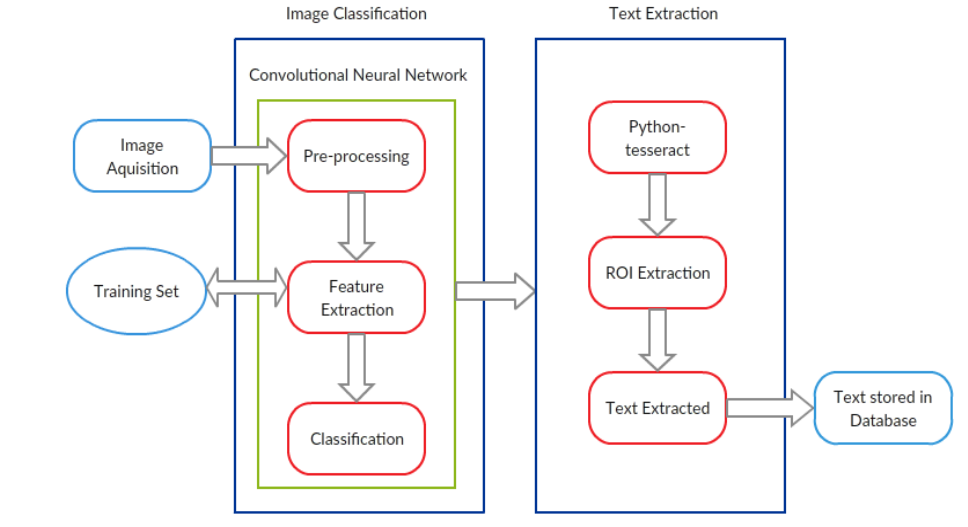 Image Classification
Text Extraction
Convolutional Neural Network
Image
Aquisition
Pre-processing
Python-
tesseract
Training Set
Feature
Extraction
ROI Extraction
Classification
Text Extracted
Text stored in
Database